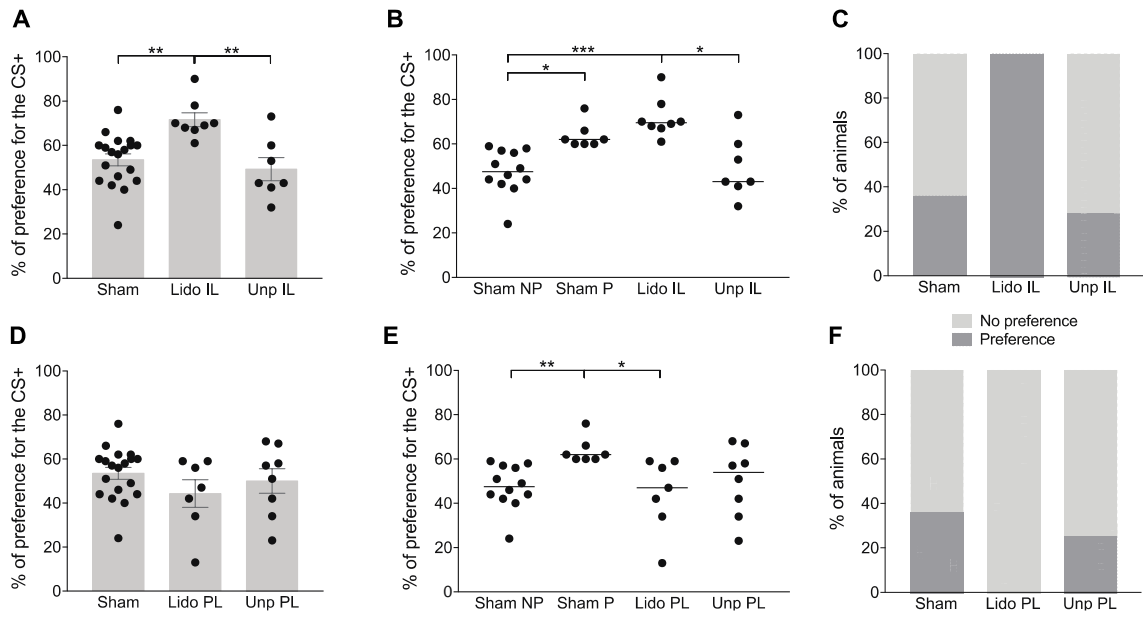 A
% of preference for the CS+
100
80
60
40
20
0
**
**
Sham
Lido IL
Unp IL
B
% of preference for the CS+
100
80
60
40
20
0
***
*
*
Sham NP
Sham P
Lido IL
Unp IL
C
% of animals
100
80
60
40
20
0
Sham
Lido IL
Unp IL
No preference
Preference
D
% of preference for the CS+
100
80
60
40
20
0
Sham
Lido PL
Unp PL
E
% of preference for the CS+
100
80
60
40
20
0
**
*
Sham NP
Sham P
Lido PL
Unp PL
F
% of animals
100
80
60
40
20
0
Sham
Lido PL
Unp PL